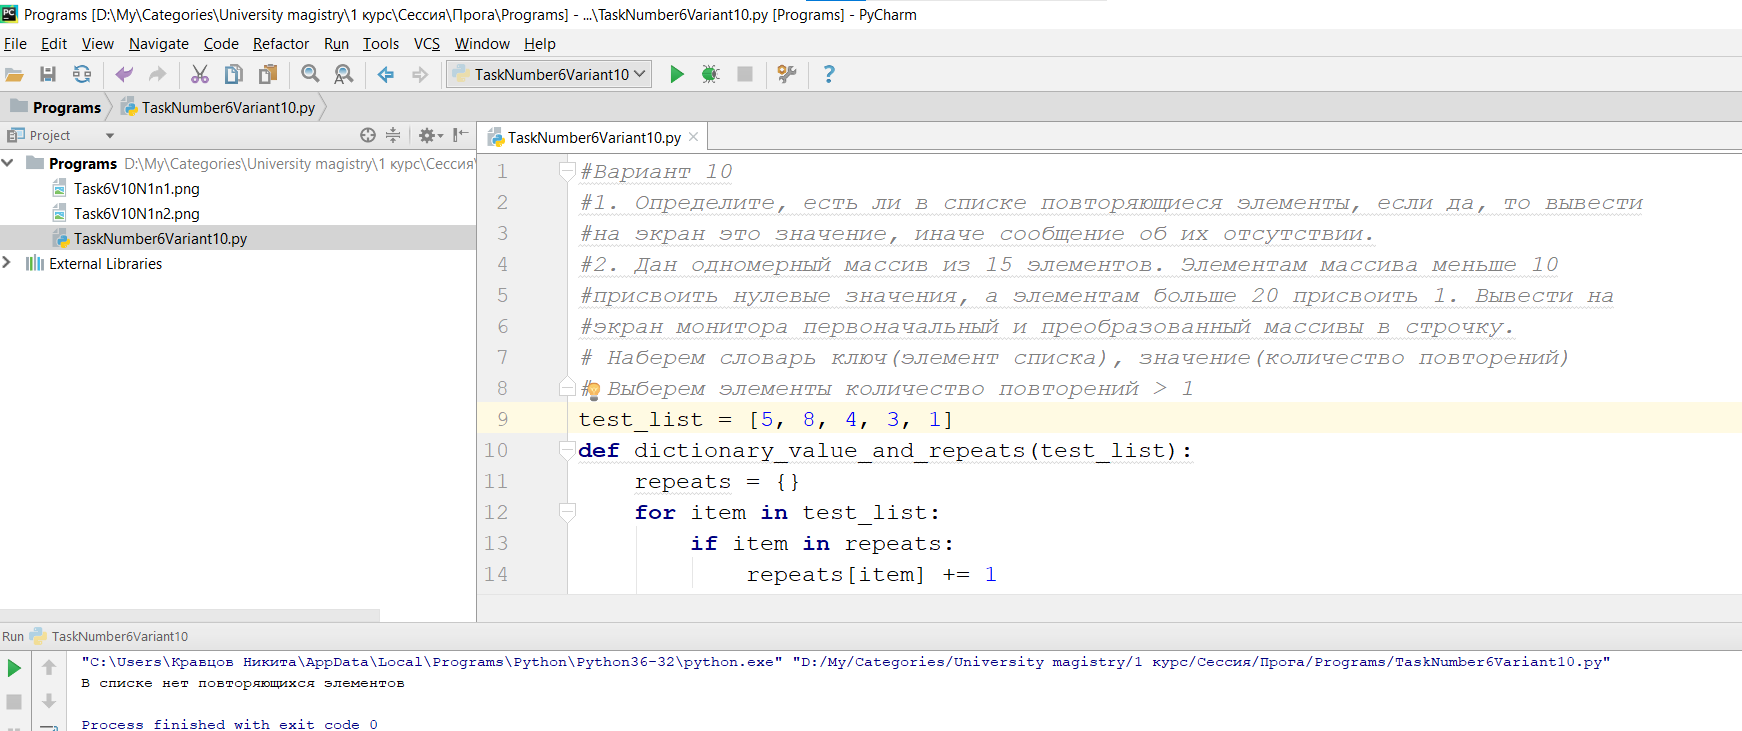 Programs [D:\My\Categories\University magistry\1 курс\Сессия\Прога\Programs] - ...\TaskNumber6Variant10.py [Programs] - PyCharm
File Edit View Navigate Code Refactor Run Tools VCS Window Help
TaskNumber6Variant10
Programs TaskNumber6Variant10.py
Project
TaskNumber6Variant10.py
Programs D:\My\Categories\University magistry\1 курс\Сессия\
Task6V10N1n1.png
Task6V10N1n2.png
TaskNumber6Variant10.py
External Libraries
1 #Вариант 10
2 #1. Определите, есть ли в списке повторяющиеся элементы, если да, то вывести
3 #на экран это значение, иначе сообщение об их отсутствии.
4 #2. Дан одномерный массив из 15 элементов. Элементам массива меньше 10
5 #присвоить нулевые значения, а элементам больше 20 присвоить 1. Вывести на
6 #экран монитора первоначальный и преобразованный массивы в строчку.
7 # Наберем словарь ключ(элемент списка), значение(количество повторений)
8 # Выберем элементы количество повторений > 1
9 test_list = [5, 8, 4, 3, 1]
10 def dictionary_value_and_repeats(test_list):
11 repeats = {}
12 for item in test_list:
13 if item in repeats:
14 repeats[item] += 1
Run TaskNumber6Variant10
"C:\Users\Кравцов Никита\AppData\Local\Programs\Python\Python36-32\python.exe" "D:/My/Categories/University magistry/1 курс/Сессия/Прога/Programs/TaskNumber6Variant10.py"
В списке нет повторяющихся элементов
Process finished with exit code 0